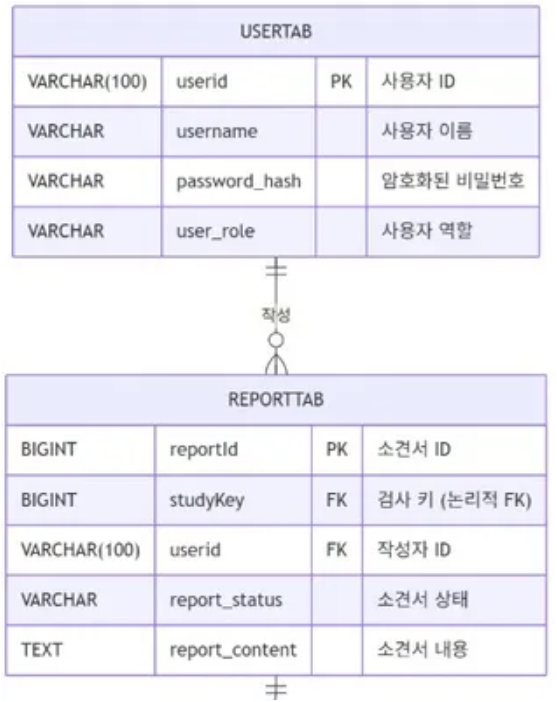 USERTAB
VARCHAR(100) userid PK 사용자 ID
VARCHAR username 사용자 이름
VARCHAR password_hash 암호화된 비밀번호
VARCHAR user_role 사용자 역할
작성
REPORTTAB
BIGINT reportId PK 소견서 ID
BIGINT studyKey FK 검사 키 (논리적 FK)
VARCHAR(100) userid FK 작성자 ID
VARCHAR report_status 소견서 상태
TEXT report_content 소견서 내용